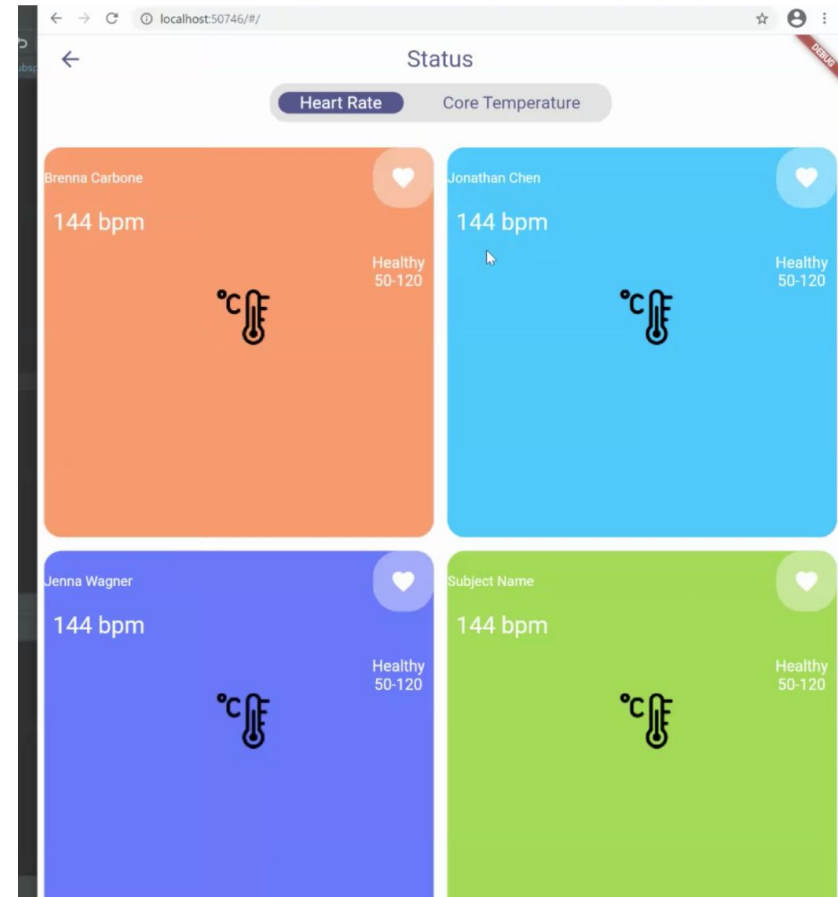 localhost:50746/#/
DEBUG
Status
Heart Rate Core Temperature
Brenna Carbone
144 bpm
Healthy
50-120
°C
Jonathan Chen
144 bpm
Healthy
50-120
°C
Jenna Wagner
144 bpm
Healthy
50-120
°C
Subject Name
144 bpm
Healthy
50-120
°C